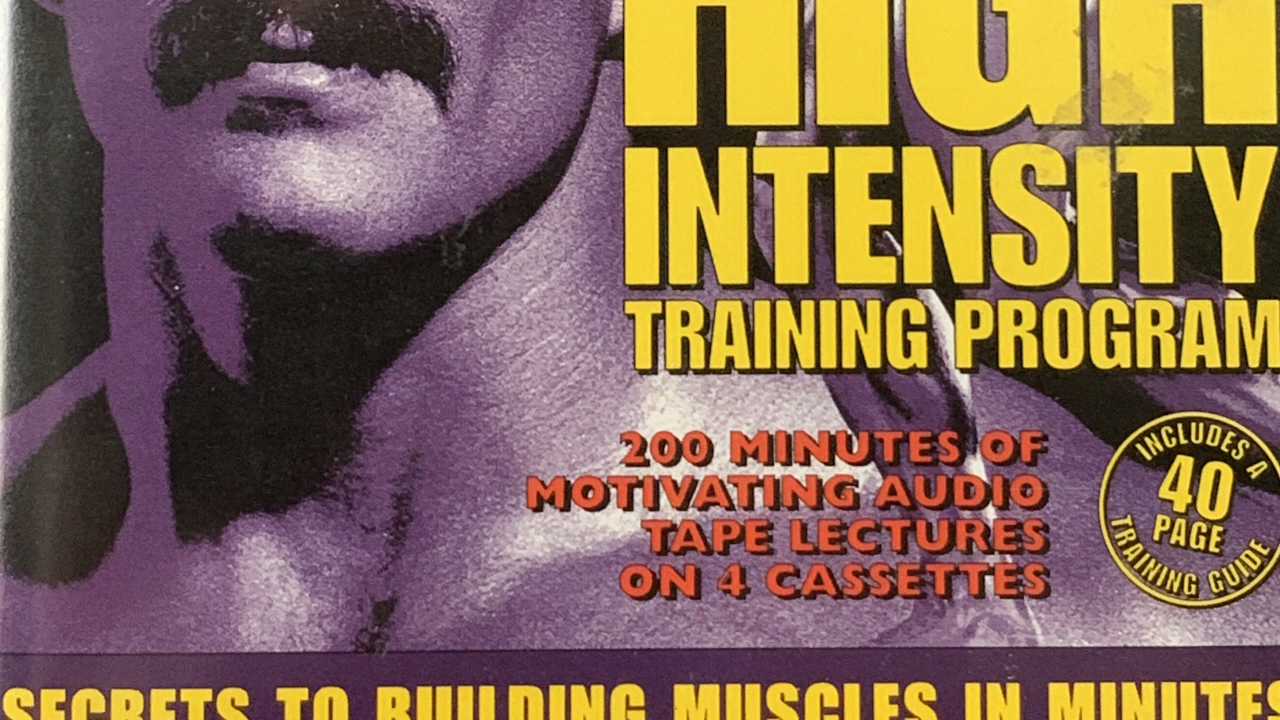 HIGH
INTENSITY
TRAINING PROGRAM
200 MINUTES OF
MOTIVATING AUDIO
TAPE LECTURES
ON 4 CASSETTES
INCLUDES A
40
PAGE
TRAINING GUIDE
SECRETS TO BUILDING MUSCLES IN MINUTES